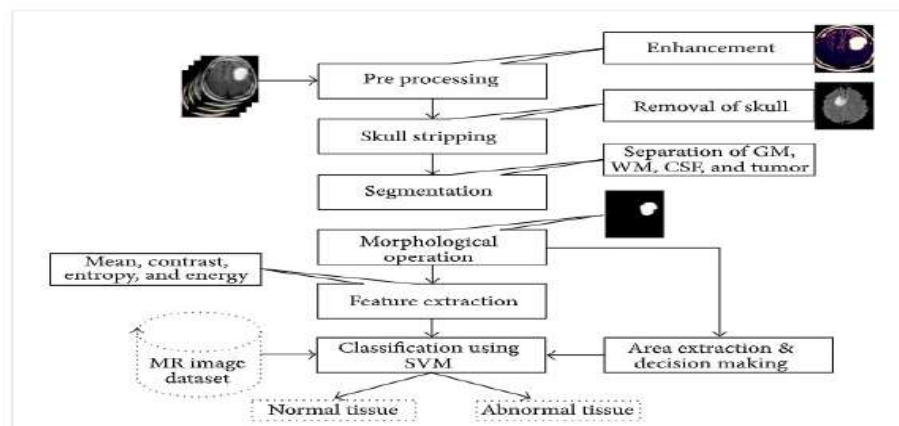 Enhancement
Pre processing
Removal of skull
Skull stripping
Separation of GM,
WM, CSF, and tumor
Segmentation
Morphological
operation
Mean, contrast,
entropy, and energy
Feature extraction
MR image
dataset
Classification using
SVM
Area extraction &
decision making
Normal tissue
Abnormal tissue